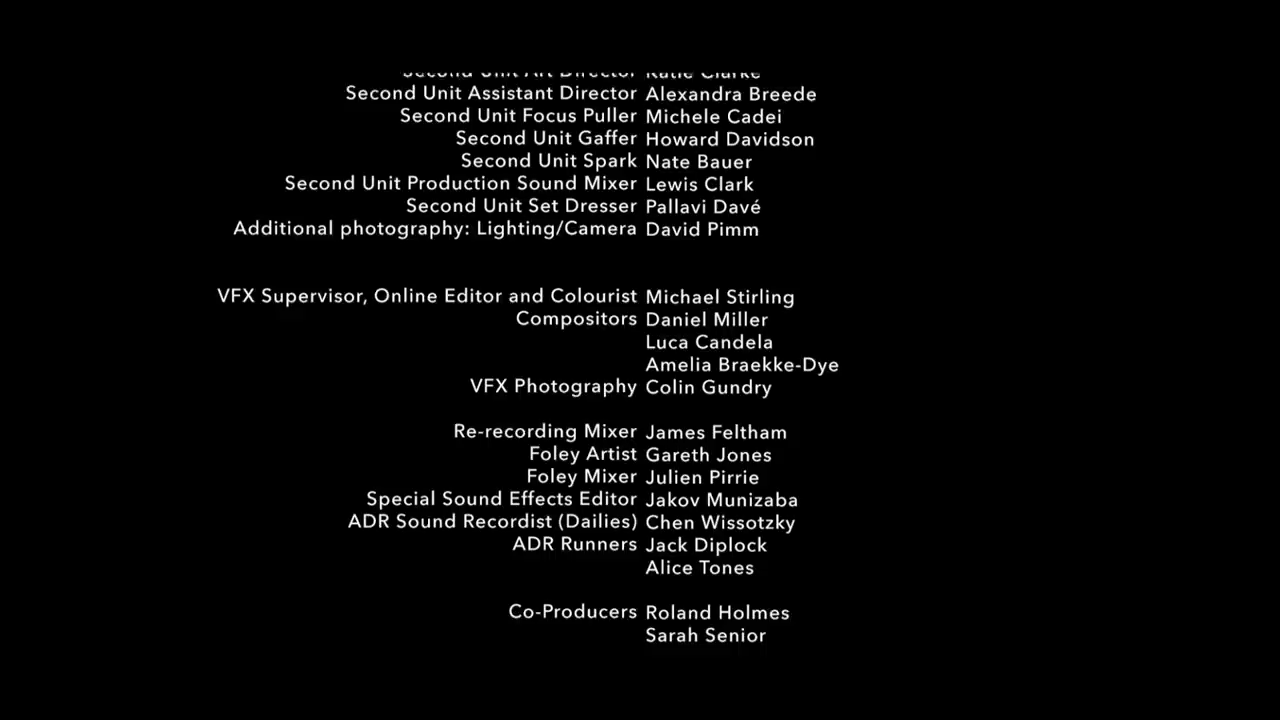 Second Unit Art Director Katie Clarke
Second Unit Assistant Director Alexandra Breede
Second Unit Focus Puller Michele Cadei
Second Unit Gaffer Howard Davidson
Second Unit Spark Nate Bauer
Second Unit Production Sound Mixer Lewis Clark
Second Unit Set Dresser Pallavi Davé
Additional photography: Lighting/Camera David Pimm
VFX Supervisor, Online Editor and Colourist Michael Stirling
Compositors Daniel Miller
Luca Candela
Amelia Braekke-Dye
VFX Photography Colin Gundry
Re-recording Mixer James Feltham
Foley Artist Gareth Jones
Foley Mixer Julien Pirrie
Special Sound Effects Editor Jakov Munizaba
ADR Sound Recordist (Dailies) Chen Wissotzky
ADR Runners Jack Diplock
Alice Tones
Co-Producers Roland Holmes
Sarah Senior